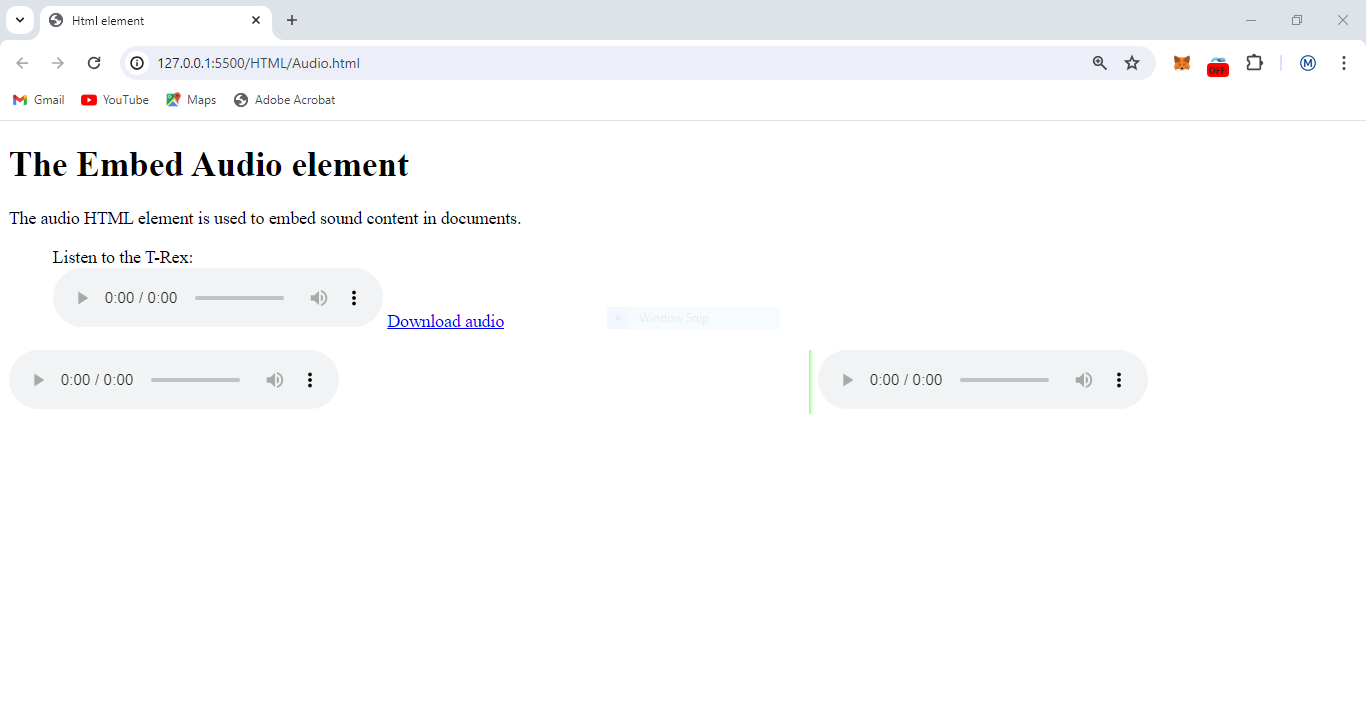 Html element
127.0.0.1:5500/HTML/Audio.html
OFF
M
Gmail
YouTube
Maps
Adobe Acrobat
The Embed Audio element
The audio HTML element is used to embed sound content in documents.
Listen to the T-Rex:
0:00 / 0:00
Download audio
Window Snip
0:00 / 0:00
0:00 / 0:00